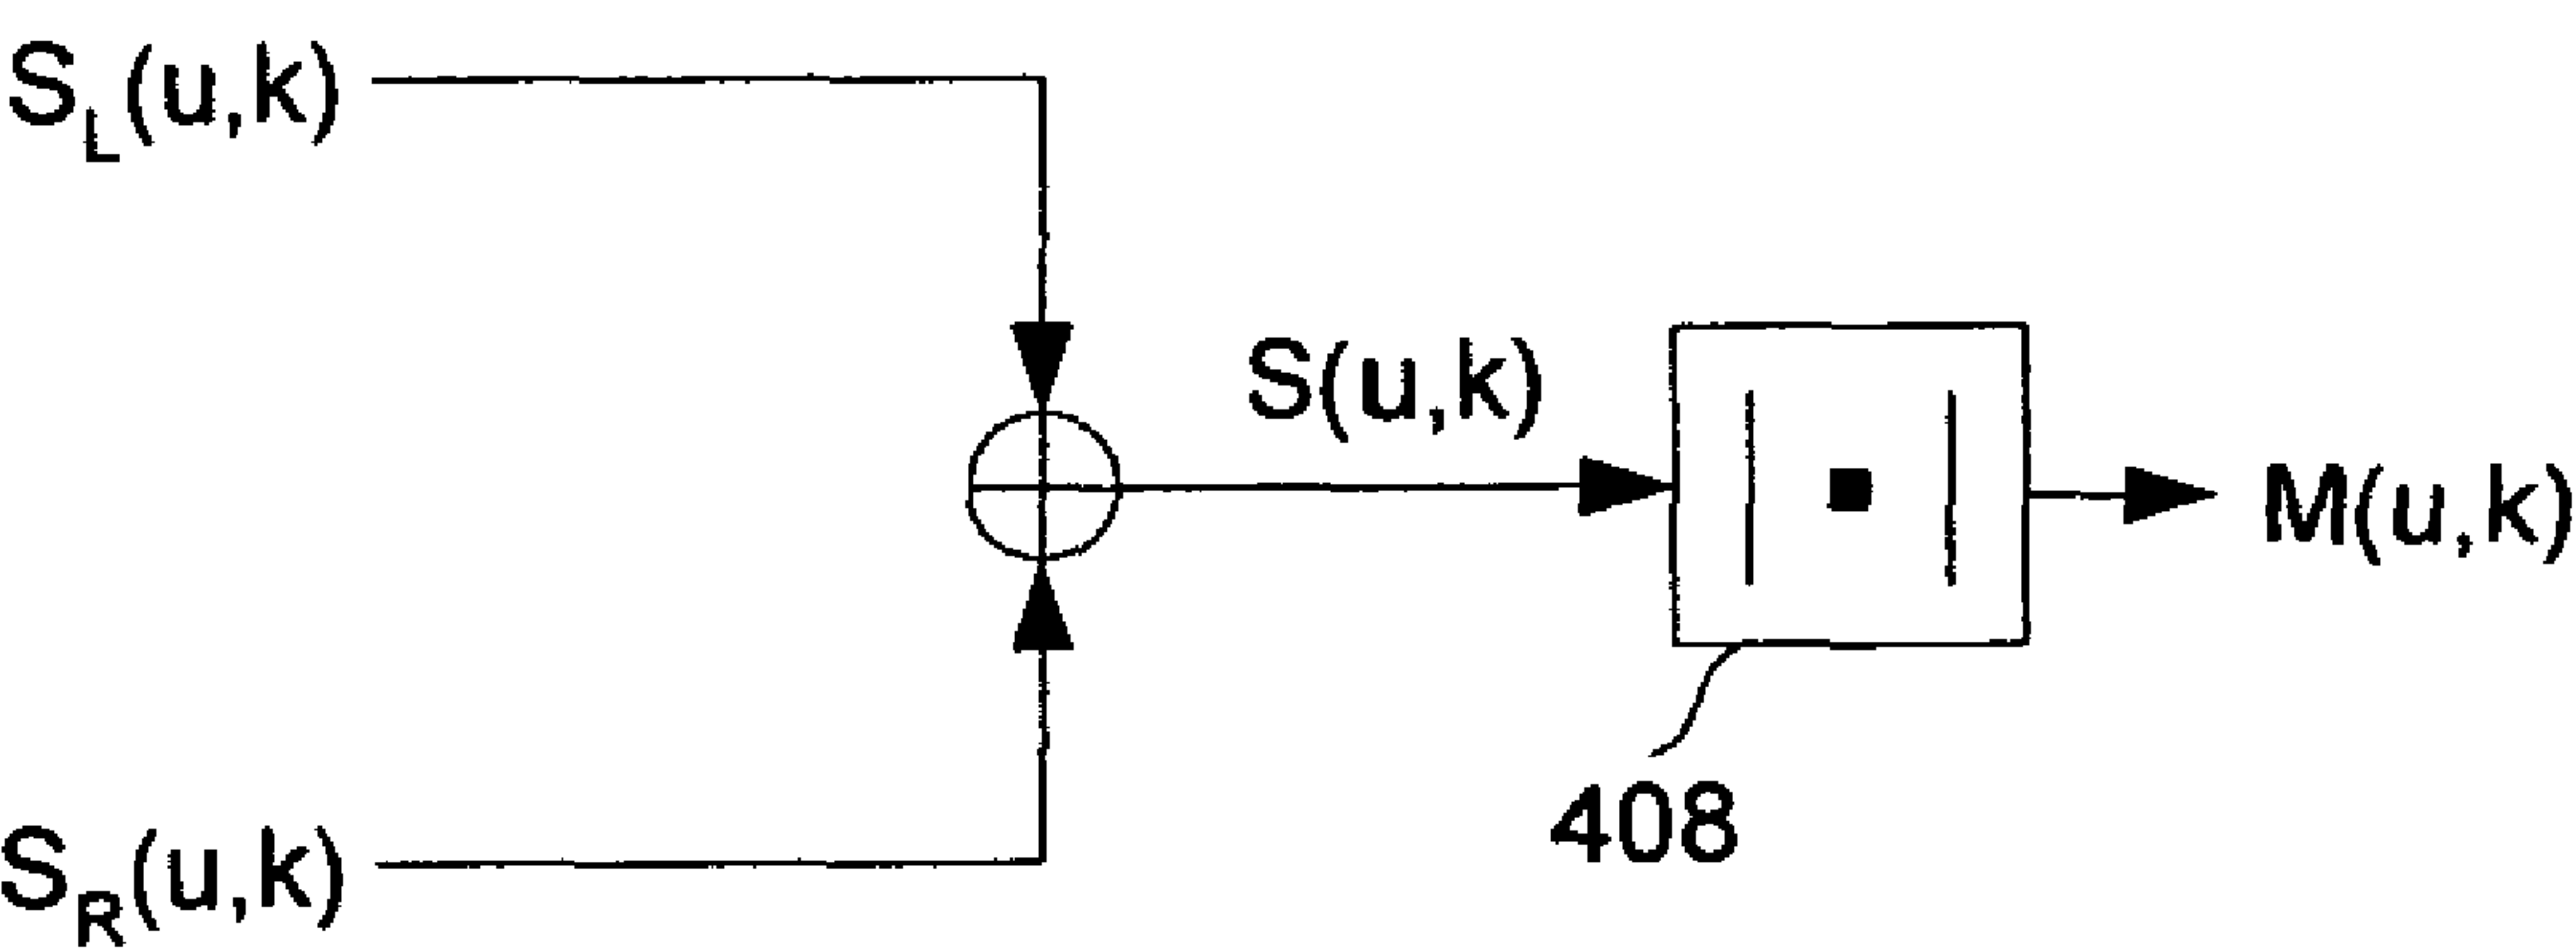 S_L(u,k)
S(u,k)
| ▪ |
M(u,k)
408
S_R(u,k)